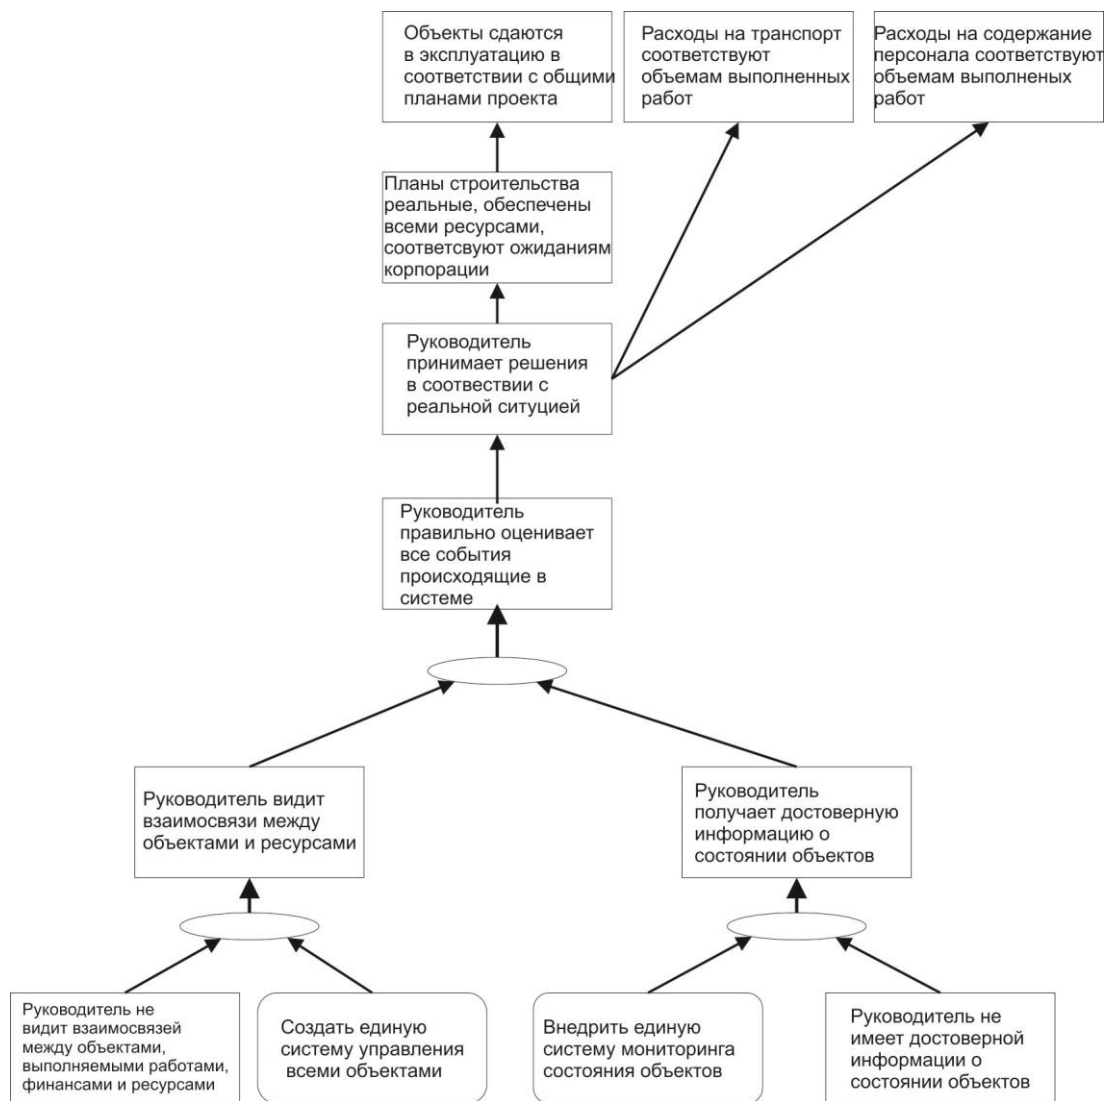 Объекты сдаются
в эксплуатацию в
соответствии с общими
планами проекта
Расходы на транспорт
соответствуют
объемам выполненных
работ
Расходы на содержание
персонала соответствуют
объемам выполненых
работ
Планы строительства
реальные, обеспечены
всеми ресурсами,
соответсвуют ожиданиям
корпорации
Руководитель
принимает решения
в соотвествии с
реальной ситуцией
Руководитель
правильно оценивает
все события
происходящие в
системе
Руководитель видит
взаимосвязи между
объектами и ресурсами
Руководитель
получает достоверную
информацию о
состоянии объектов
Руководитель не
видит взаимосвязей
между объектами,
выполняемыми работами,
финансами и ресурсами
Создать единую
систему управления
всеми объектами
Внедрить единую
систему мониторинга
состояния объектов
Руководитель не
имеет достоверной
информации о
состоянии объектов